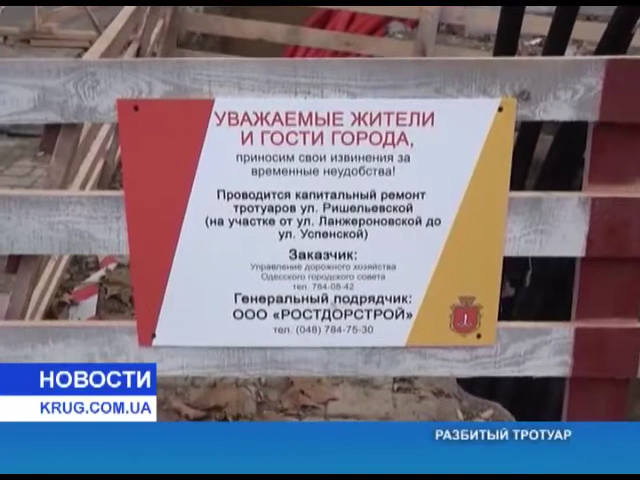 УВАЖАЕМЫЕ ЖИТЕЛИ
И ГОСТИ ГОРОДА,
приносим свои извинения за
временные неудобства!
Проводится капитальный ремонт
тротуаров ул. Ришельевской
(на участке от ул. Ланжероновской до
ул. Успенской)
Заказчик:
Управление дорожного хозяйства
Одесского городского совета
тел. 784-08-42
Генеральный подрядчик:
ООО «РОСТДОРСТРОЙ»
тел. (048) 784-75-30
НОВОСТИ
KRUG.COM.UA
РАЗБИТЫЙ ТРОТУАР